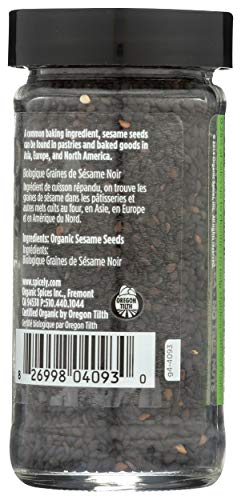 A common baking ingredient, sesame seeds
can be found in pastries and baked goods in
Asia, Europe, and North America.
Biologique Graines de Sésame Noir
Ingrédient de cuisson répandu, on trouve les
graines de sésame dans les pâtisseries et
autres mets cuits au four, en Asie, en Europe
et en Amérique du Nord.
Ingredients: Organic Sesame Seeds
Ingrédients:
Biologique Graines de Sésame Noir
www.spicely.com
Organic Spices Inc., Fremont
CA 94538 P:510.440.1044
Certified Organic by Oregon Tilth
Certifié biologique par Oregon Tilth
OREGON
TILTH
g4-4093
8 26998 04093 0